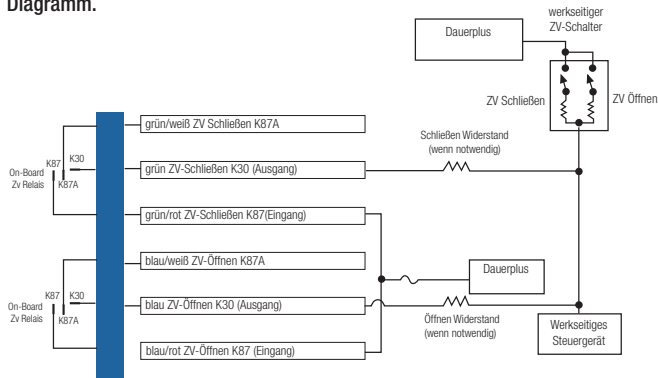 Diagramm.
werkseitiger
ZV-Schalter
Dauerplus
ZV Schließen
ZV Öffnen
grün/weiß ZV Schließen K87A
Schließen Widerstand
(wenn notwendig)
K87
K30
On-Board
Zv Relais
K87A
grün ZV-Schließen K30 (Ausgang)
grün/rot ZV-Schließen K87(Eingang)
blau/weiß ZV-Öffnen K87A
Dauerplus
K87
K30
On-Board
Zv Relais
K87A
blau ZV-Öffnen K30 (Ausgang)
Öffnen Widerstand
(wenn notwendig)
Werkseitiges
Steuergerät
blau/rot ZV-Öffnen K87 (Eingang)